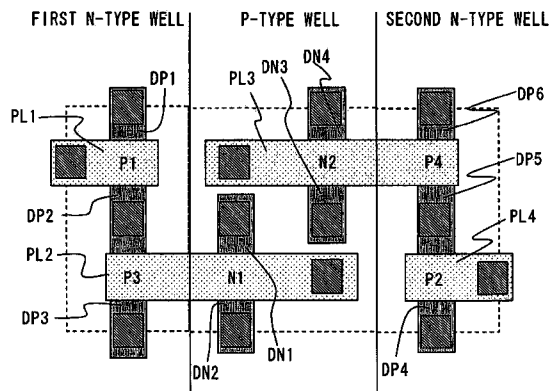 FIRST N-TYPE WELL P-TYPE WELL SECOND N-TYPE WELL
DN4
DN3
DP1 PL3 DP6
PL1
P1 N2 P4
DP5
DP2
PL4
PL2
P3 N1 P2
DP3
DN2 DN1 DP4